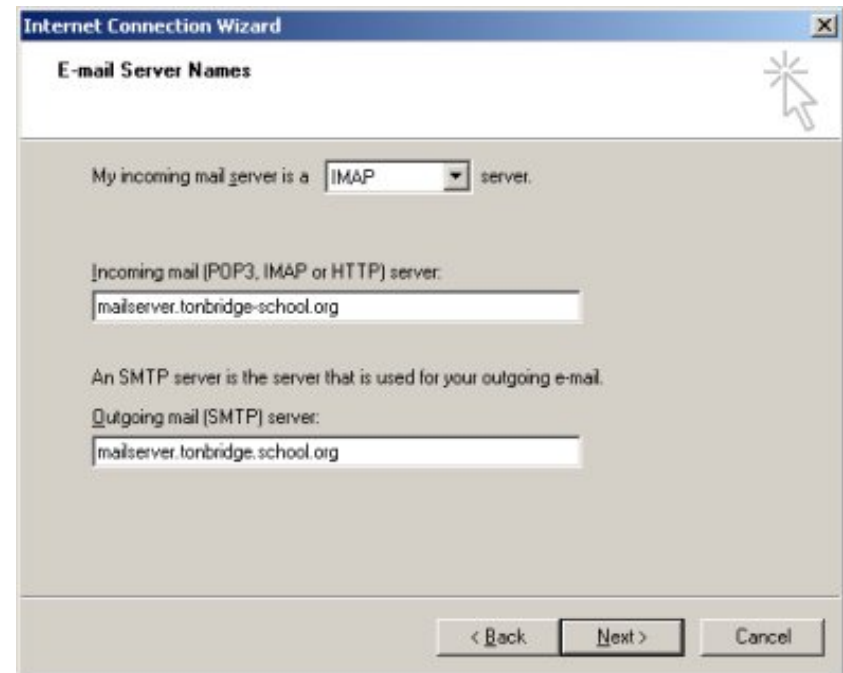 Internet Connection Wizard
E-mail Server Names
My incoming mail server is a IMAP server.
Incoming mail (POP3, IMAP or HTTP) server:
mailserver.tonbridge-school.org
An SMTP server is the server that is used for your outgoing e-mail.
Outgoing mail (SMTP) server:
mailserver.tonbridge.school.org
< Back Next > Cancel